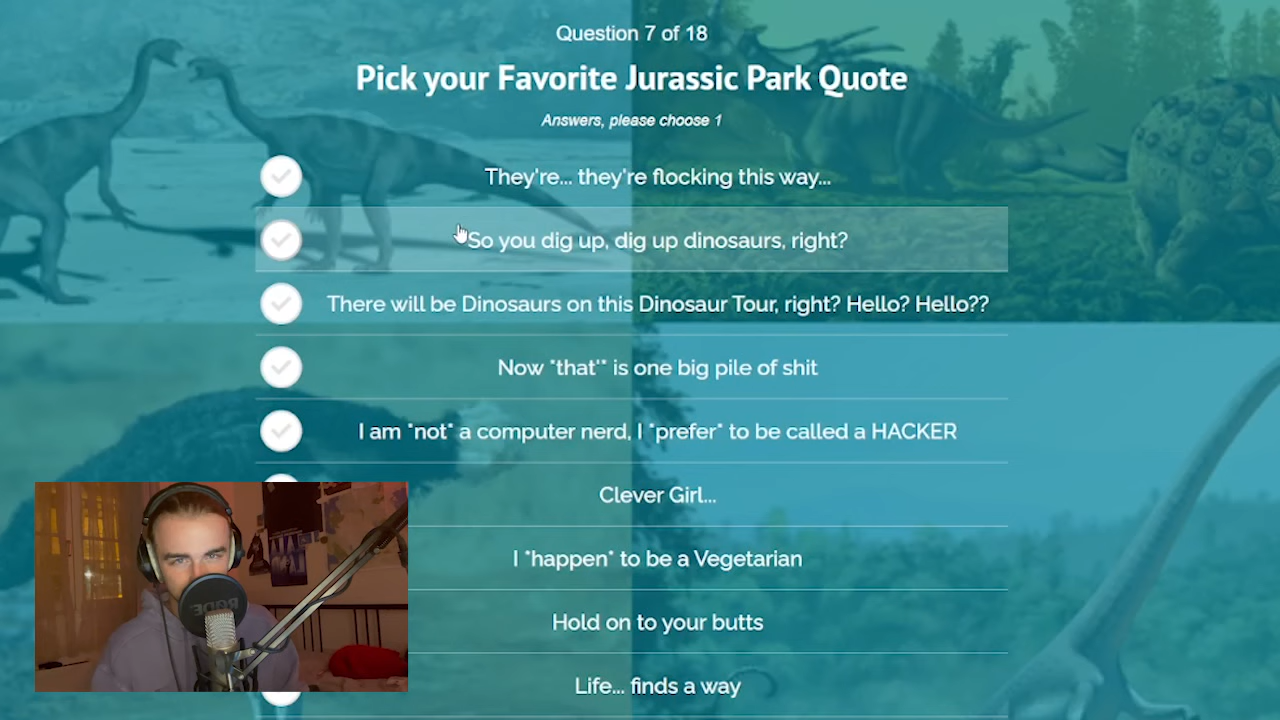 Question 7 of 18
Pick your Favorite Jurassic Park Quote
Answers, please choose 1
They're... they're flocking this way...
So you dig up, dig up dinosaurs, right?
There will be Dinosaurs on this Dinosaur Tour, right? Hello? Hello??
Now *that'* is one big pile of shit
I am *not* a computer nerd, I *prefer* to be called a HACKER
Clever Girl...
I *happen* to be a Vegetarian
Hold on to your butts
Life... finds a way
RODE